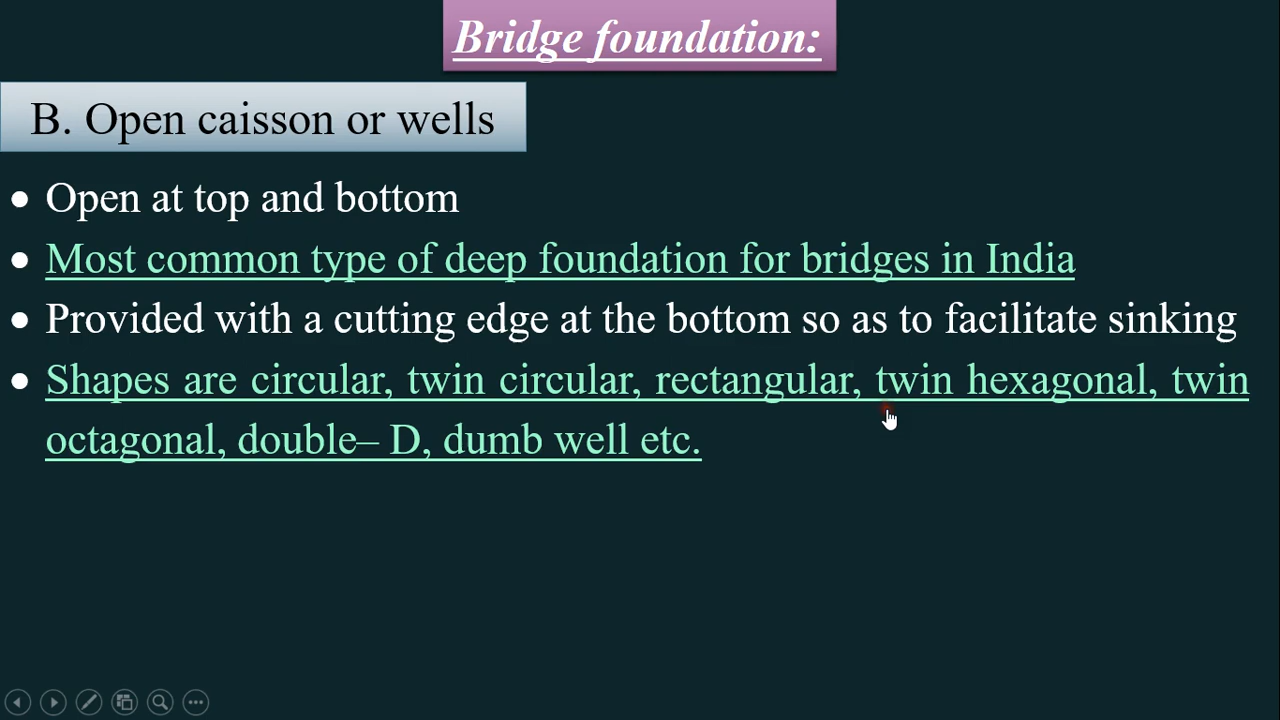 Bridge foundation:
B. Open caisson or wells
• Open at top and bottom
• Most common type of deep foundation for bridges in India
• Provided with a cutting edge at the bottom so as to facilitate sinking
• Shapes are circular, twin circular, rectangular, twin hexagonal, twin
octagonal, double– D, dumb well etc.